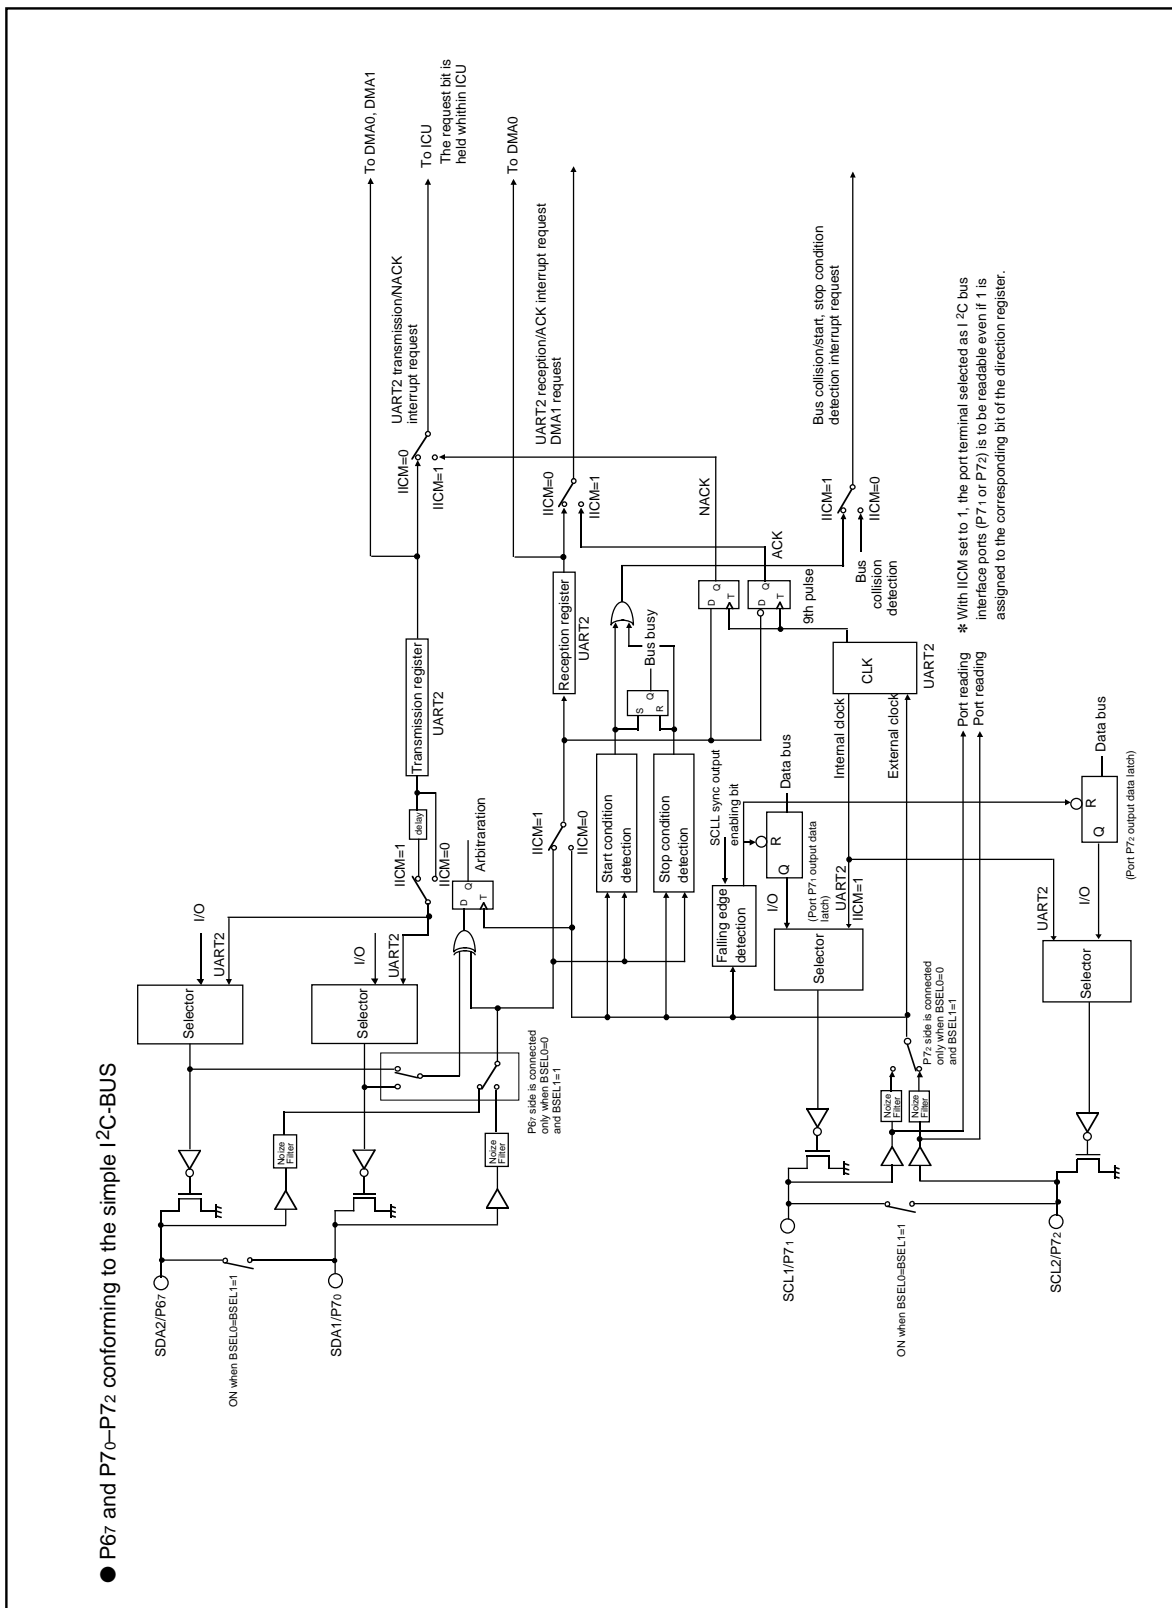 ● P67 and P70–P72 conforming to the simple I2C-BUS
To DMA0, DMA1
To ICU
The request bit is
held whithin ICU
UART2 transmission/NACK
interrupt request
IICM=0
IICM=1
Transmission register
UART2
delay
IICM=1
IICM=0
I/O
UART2
Selector
I/O
UART2
Selector
Noize
Filter
Noize
Filter
SDA2/P67
ON when BSEL0=BSEL1=1
SDA1/P70
P67 side is connected
only when BSEL0=0
and BSEL1=1
Arbitraration
D
Q
T
To DMA0
UART2 reception/ACK interrupt request
DMA1 request
IICM=0
IICM=1
Reception register
UART2
IICM=1
IICM=0
Start condition
detection
Stop condition
detection
S
R
Q
Bus busy
NACK
D
Q
T
ACK
D
Q
T
9th pulse
Bus collision/start, stop condition
detection interrupt request
IICM=1
IICM=0
Bus
collision
detection
Falling edge
detection
SCLL sync output
enabling bit
R
Q
Data bus
I/O
(Port P71 output data
latch)
UART2
IICM=1
Selector
Internal clock
External clock
CLK
UART2
Port reading
Port reading
✻ With IICM set to 1, the port terminal selected as I 2C bus
interface ports (P71 or P72) is to be readable even if 1 is
assigned to the corresponding bit of the direction register.
Noize
Filter
Noize
Filter
P72 side is connected
only when BSEL0=0
and BSEL1=1
SCL1/P71
ON when BSEL0=BSEL1=1
SCL2/P72
UART2
I/O
Selector
R
Q
Data bus
(Port P72 output data latch)